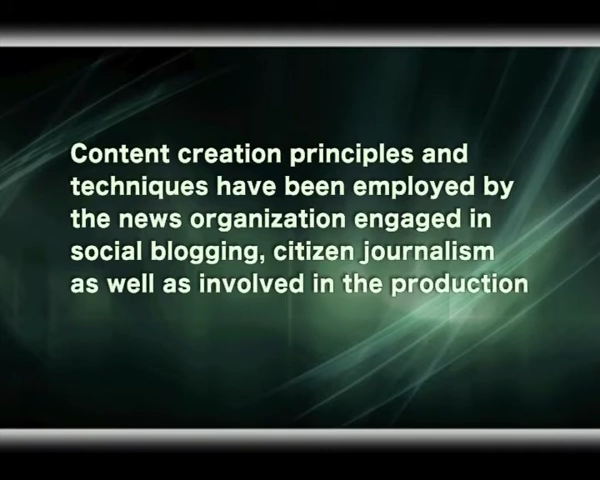 Content creation principles and
techniques have been employed by
the news organization engaged in
social blogging, citizen journalism
as well as involved in the production